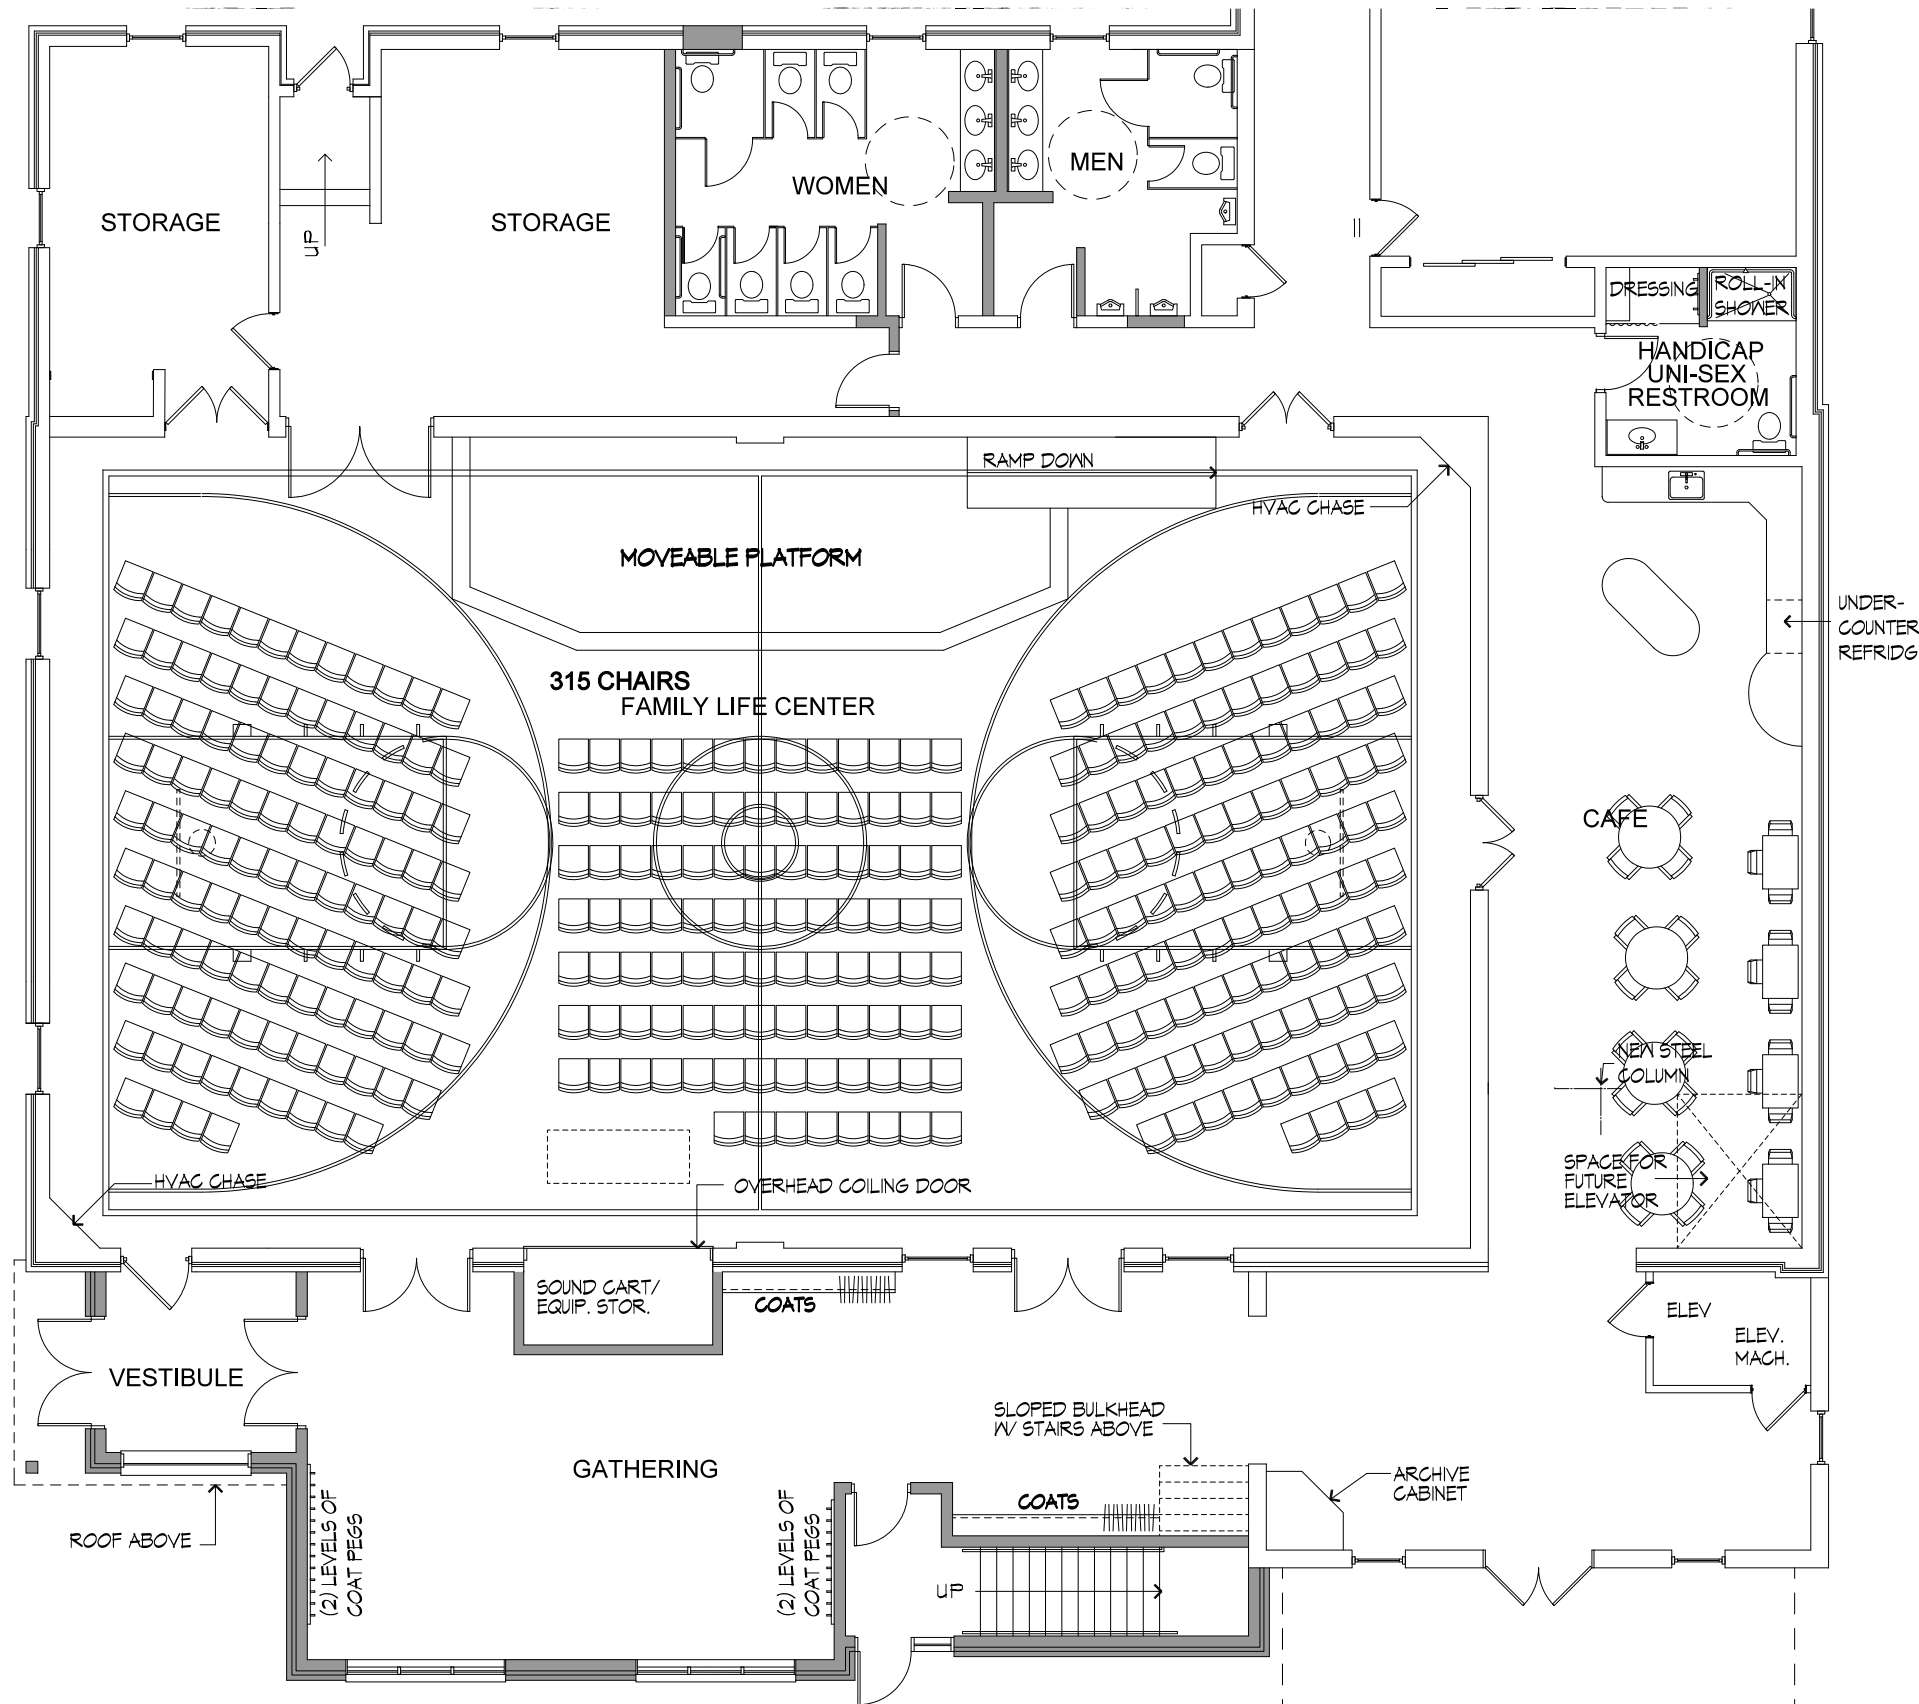 WOMEN
MEN
STORAGE
UP
STORAGE
DRESSING
ROLL-IN
SHOWER
HANDICAP
UNI-SEX
RESTROOM
RAMP DOWN
HVAC CHASE
MOVEABLE PLATFORM
UNDER-
COUNTER
REFRIDG
315 CHAIRS
FAMILY LIFE CENTER
CAFE
NEW STEEL
COLUMN
SPACE FOR
FUTURE
ELEVATOR
HVAC CHASE
OVERHEAD COILING DOOR
SOUND CART/
EQUIP. STOR.
COATS
ELEV
ELEV.
MACH.
VESTIBULE
SLOPED BULKHEAD
W/ STAIRS ABOVE
GATHERING
ARCHIVE
CABINET
COATS
ROOF ABOVE
(2) LEVELS OF
COAT PEGS
(2) LEVELS OF
COAT PEGS
UP